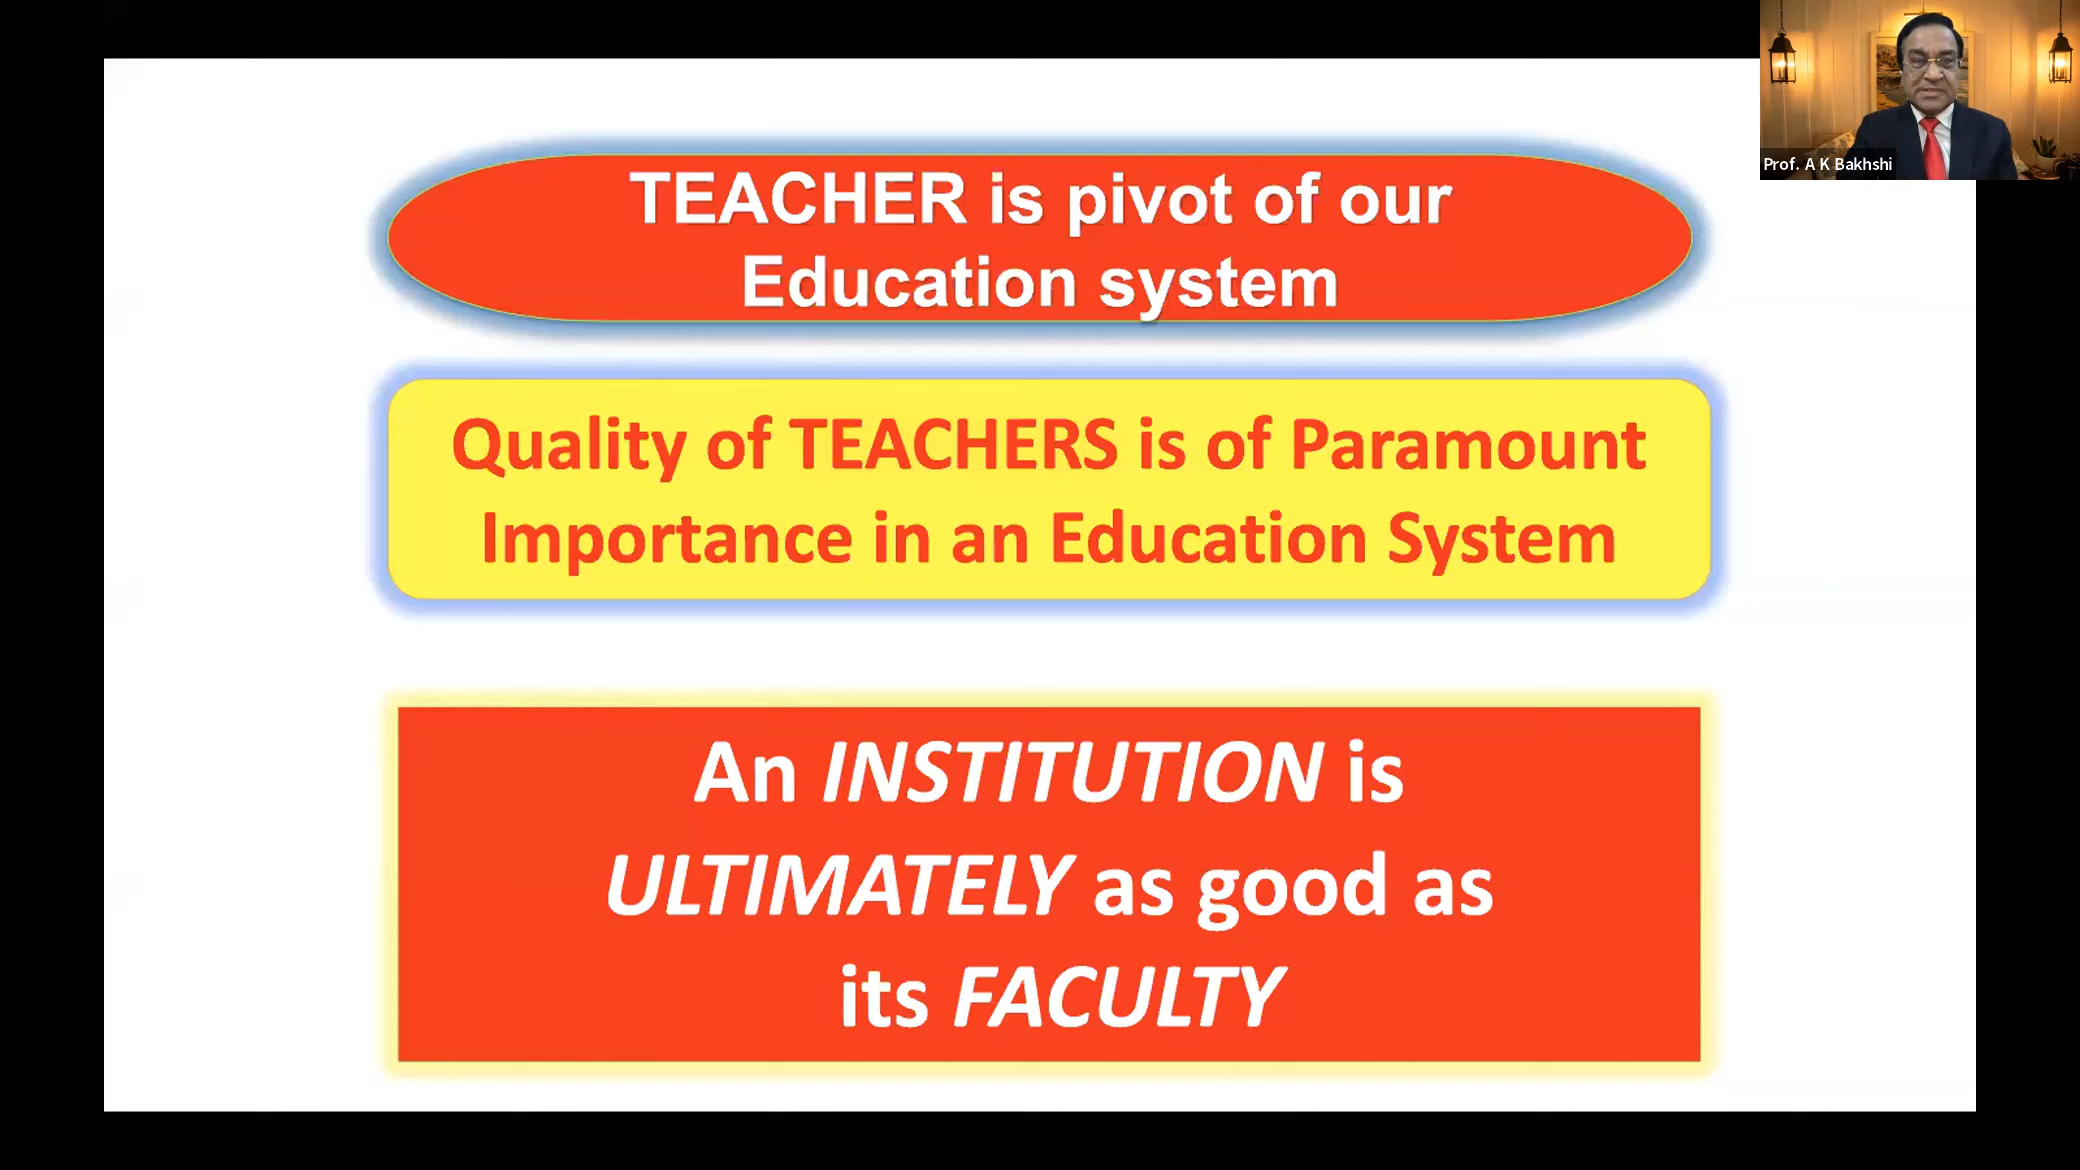 TEACHER is pivot of our
Education system
Quality of TEACHERS is of Paramount
Importance in an Education System
An INSTITUTION is
ULTIMATELY as good as
its FACULTY
Prof. A K Bakhshi